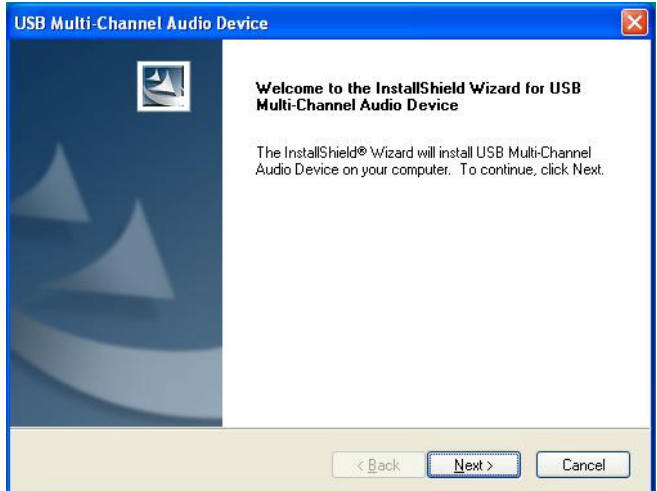 USB Multi-Channel Audio Device
Welcome to the InstallShield Wizard for USB
Multi-Channel Audio Device
The InstallShield® Wizard will install USB Multi-Channel
Audio Device on your computer.  To continue, click Next.
< Back
Next >
Cancel